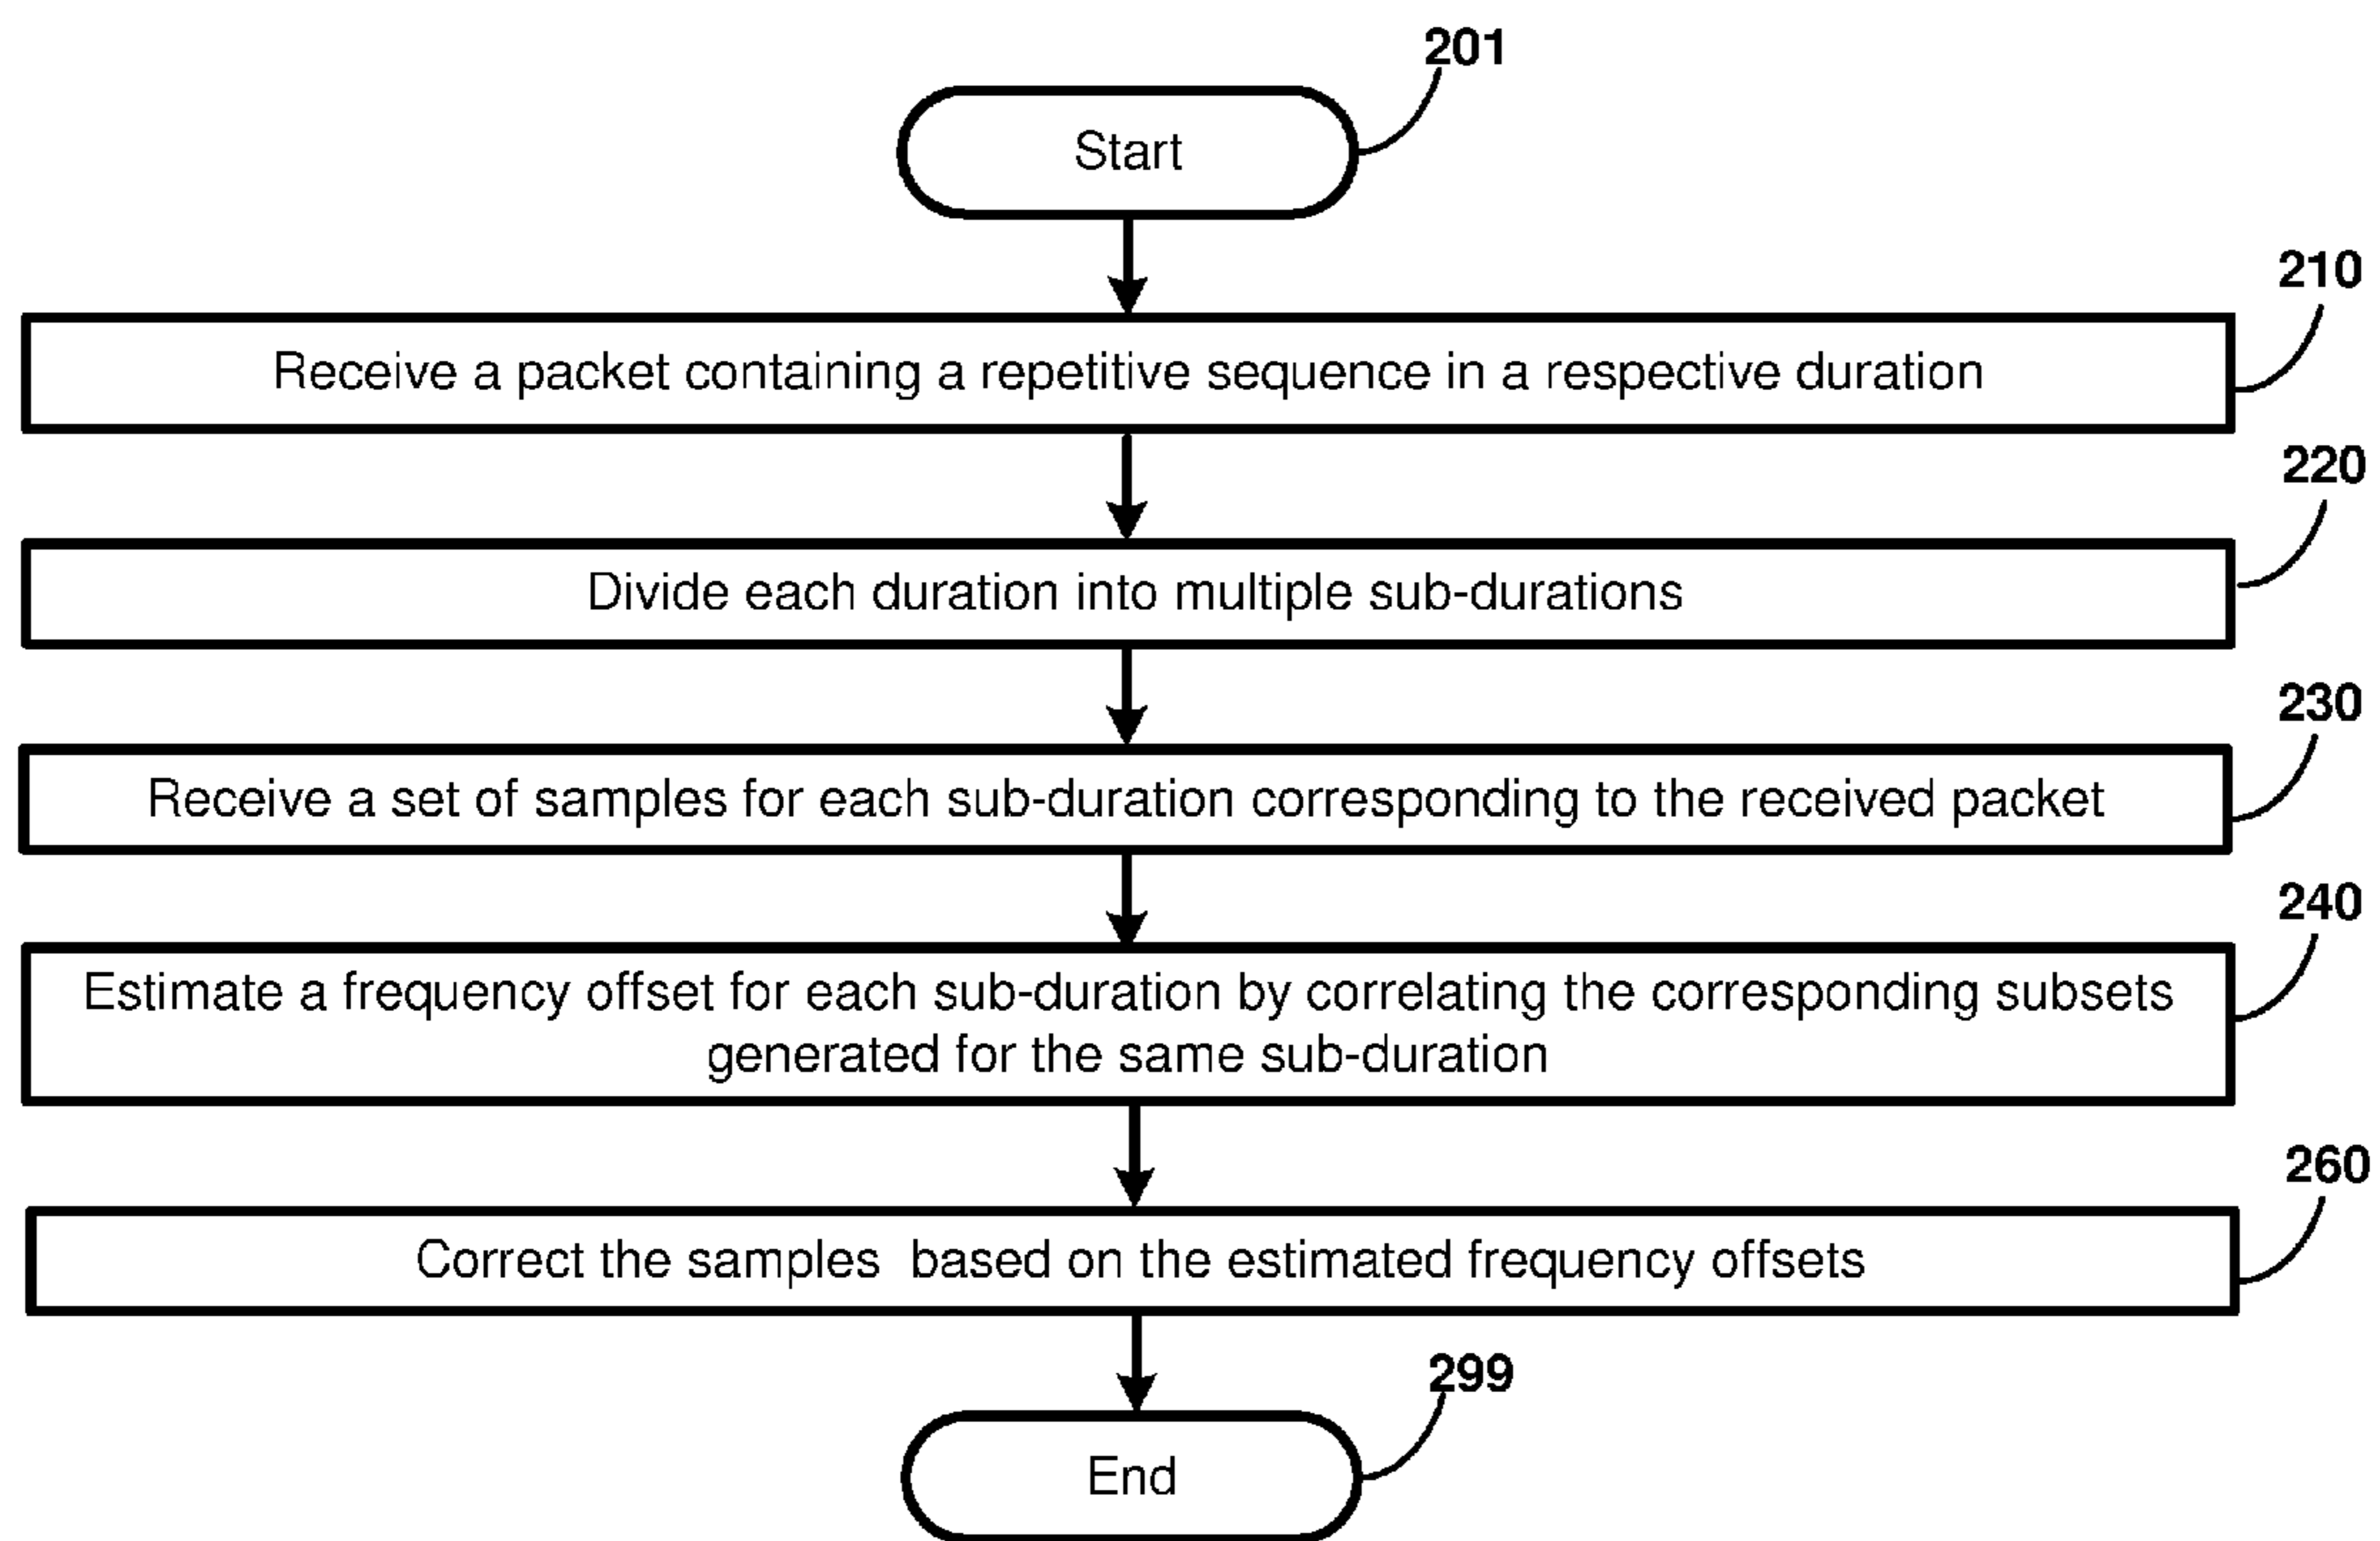 201
Start
210
Receive a packet containing a repetitive sequence in a respective duration
220
Divide each duration into multiple sub-durations
230
Receive a set of samples for each sub-duration corresponding to the received packet
240
Estimate a frequency offset for each sub-duration by correlating the corresponding subsets
generated for the same sub-duration
260
Correct the samples based on the estimated frequency offsets
299
End